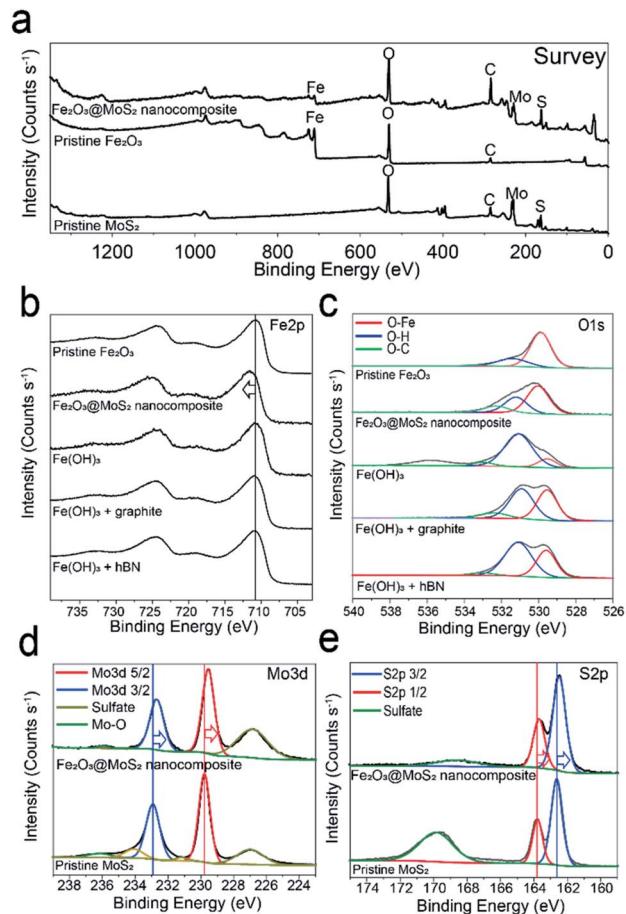 a
Survey
Intensity (Counts s⁻¹)
O
C
Fe
Mo
S
Fe₂O₃@MoS₂ nanocomposite
Fe
O
Pristine Fe₂O₃
C
O
C
Mo
S
Pristine MoS₂
1200 1000 800 600 400 200 0
Binding Energy (eV)
b
Fe2p
Intensity (Counts s⁻¹)
Pristine Fe₂O₃
Fe₂O₃@MoS₂ nanocomposite
Fe(OH)₃
Fe(OH)₃ + graphite
Fe(OH)₃ + hBN
735 730 725 720 715 710 705
Binding Energy (eV)
c
O1s
O-Fe
O-H
O-C
Intensity (Counts s⁻¹)
Pristine Fe₂O₃
Fe₂O₃@MoS₂ nanocomposite
Fe(OH)₃
Fe(OH)₃ + graphite
Fe(OH)₃ + hBN
540 538 536 534 532 530 528 526
Binding Energy (eV)
d
Mo3d
Mo3d 5/2
Mo3d 3/2
Sulfate
Mo-O
Intensity (Counts s⁻¹)
Fe₂O₃@MoS₂ nanocomposite
Pristine MoS₂
238 236 234 232 230 228 226 224
Binding Energy (eV)
e
S2p
S2p 3/2
S2p 1/2
Sulfate
Intensity (Counts s⁻¹)
Fe₂O₃@MoS₂ nanocomposite
Pristine MoS₂
174 172 170 168 166 164 162 160
Binding Energy (eV)